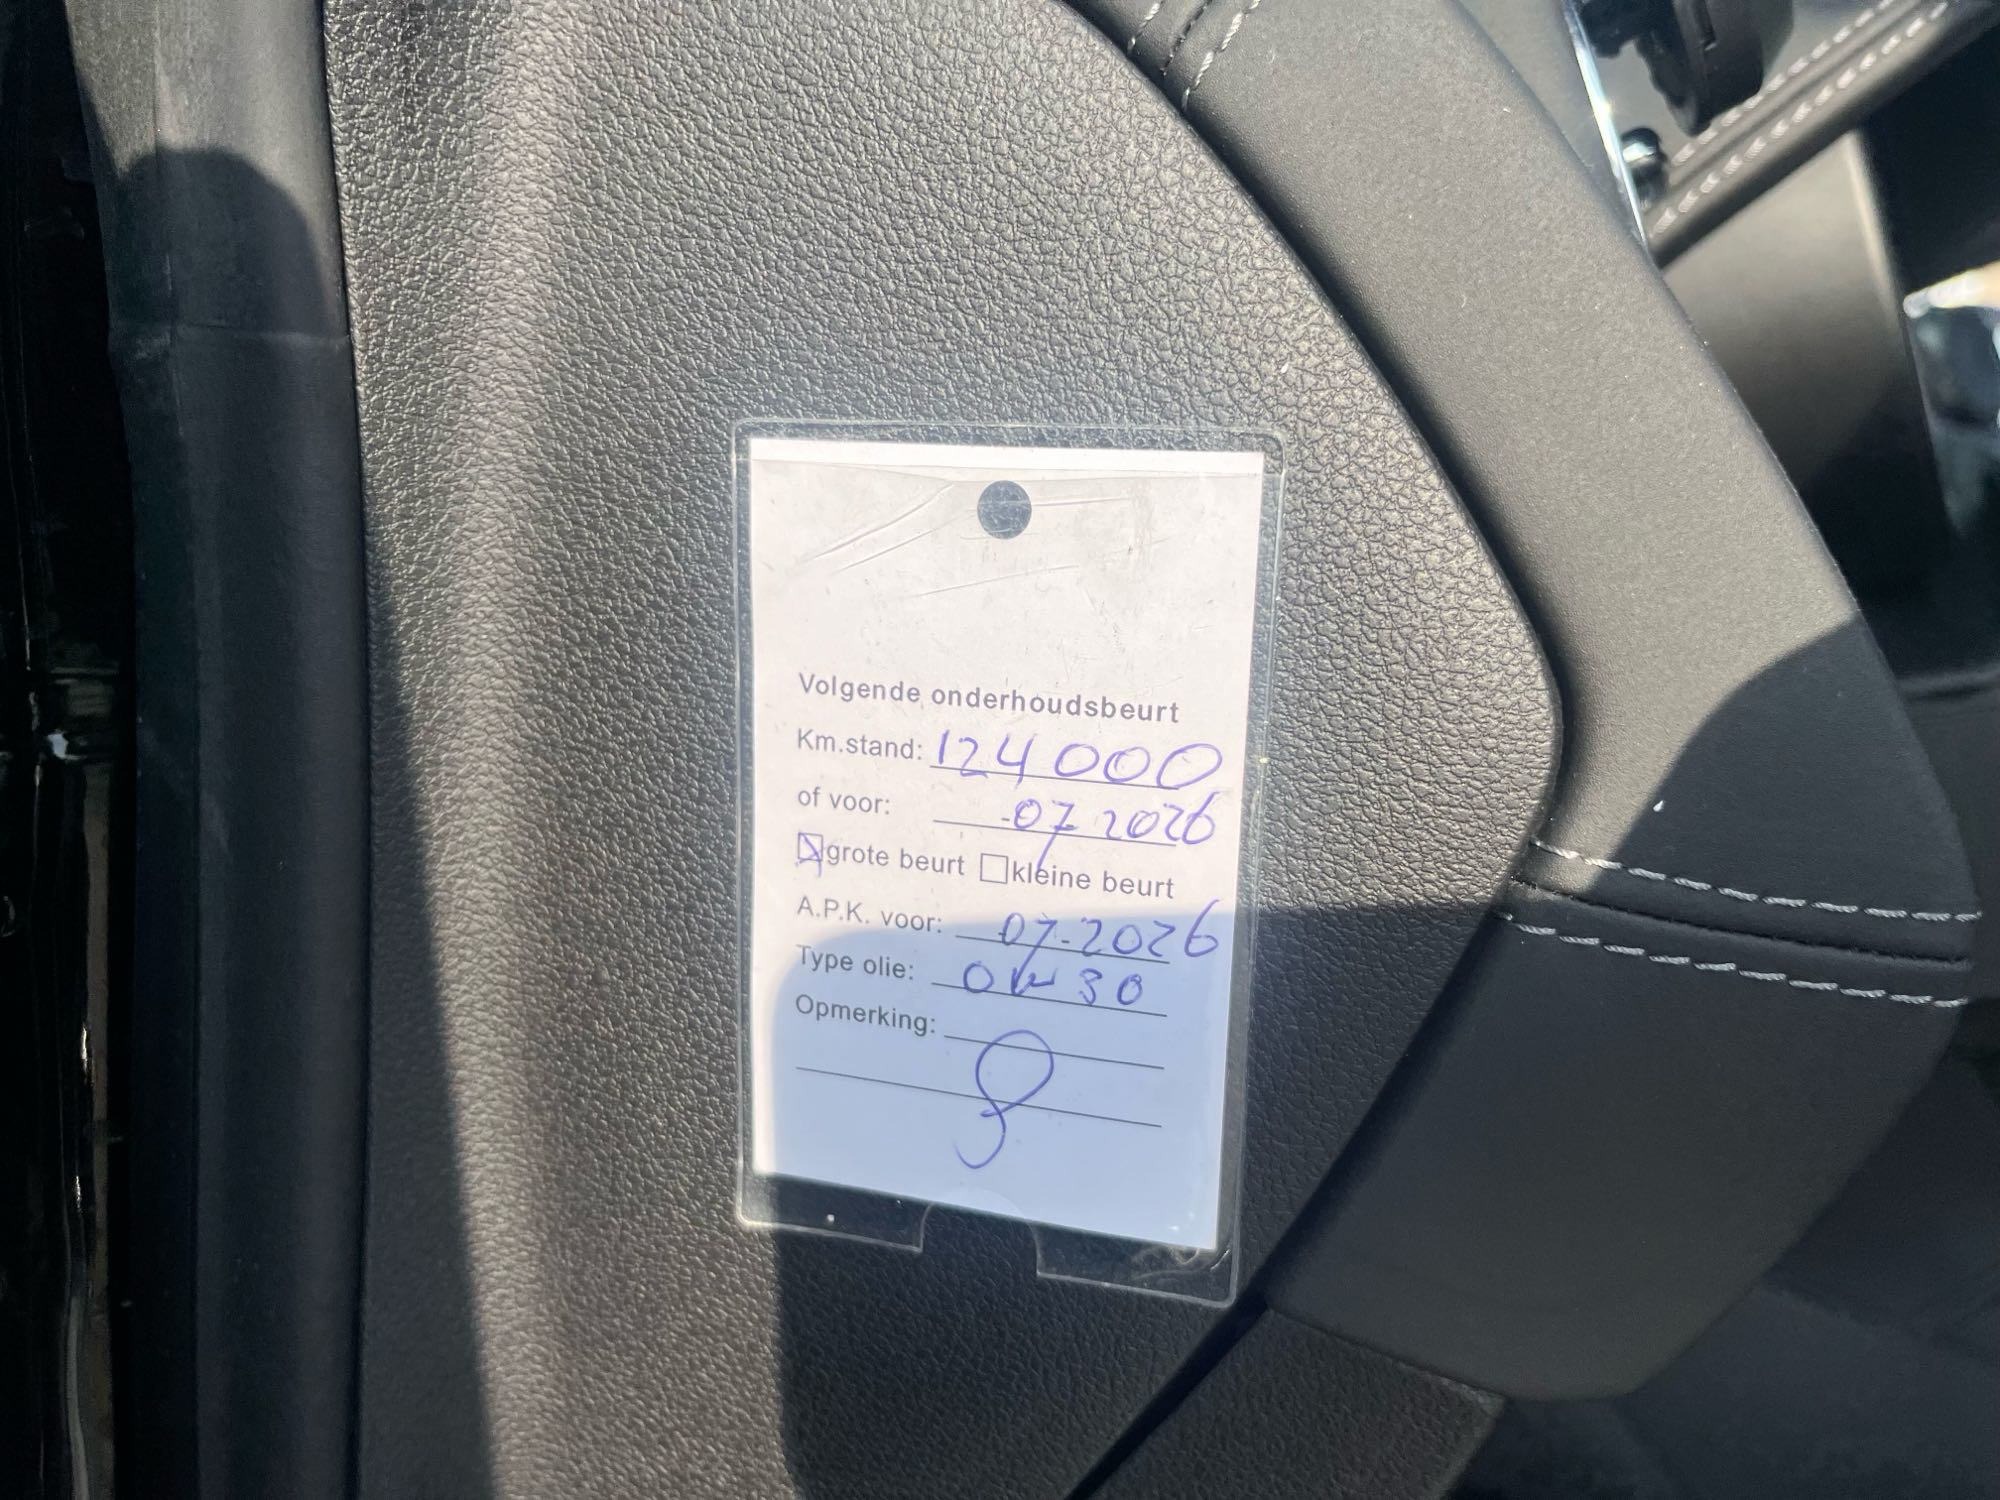 Volgende onderhoudsbeurt
Km.stand: 124000
of voor: -07 2026
grote beurt kleine beurt
A.P.K. voor: 07-2026
Type olie: 0W30
Opmerking: